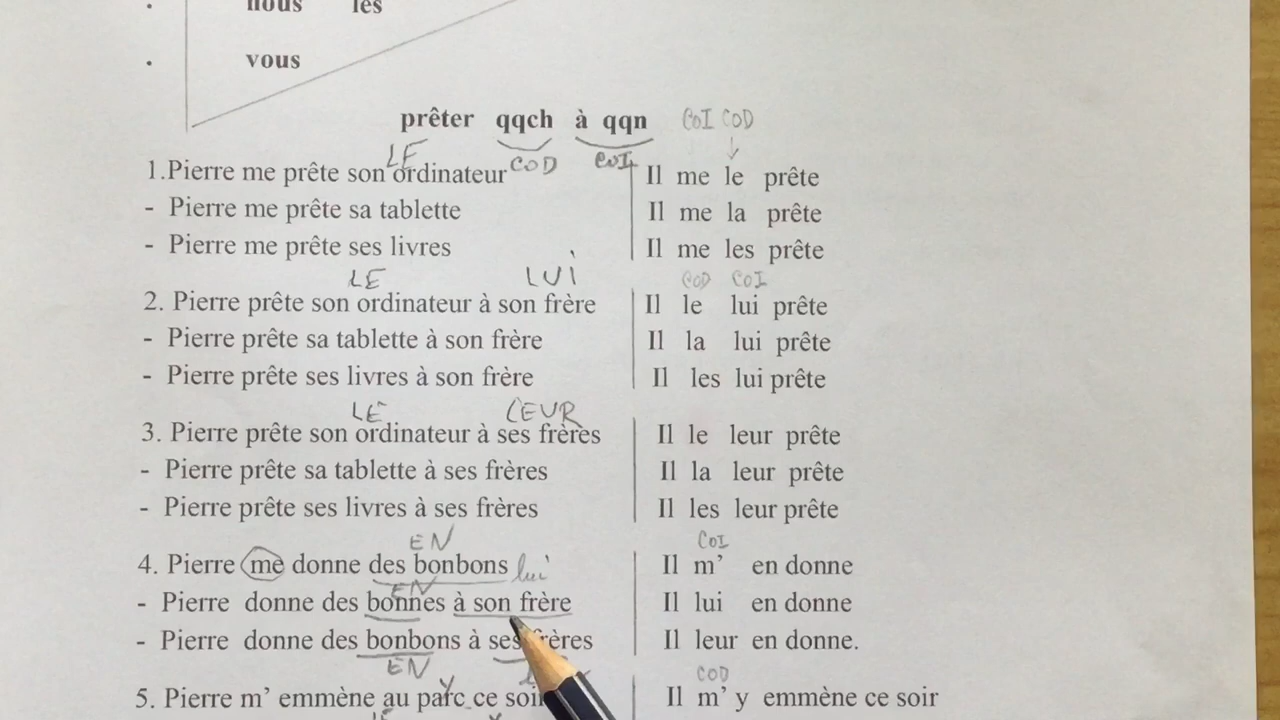 . nous les
. vous
prêter qqch à qqn COI COD
LE COD COI
1.Pierre me prête son ordinateur Il me le prête
- Pierre me prête sa tablette Il me la prête
- Pierre me prête ses livres Il me les prête
LE LUI COD COI
2. Pierre prête son ordinateur à son frère Il le lui prête
- Pierre prête sa tablette à son frère Il la lui prête
- Pierre prête ses livres à son frère Il les lui prête
LE LEUR
3. Pierre prête son ordinateur à ses frères Il le leur prête
- Pierre prête sa tablette à ses frères Il la leur prête
- Pierre prête ses livres à ses frères Il les leur prête
EN COI
4. Pierre me donne des bonbons Il m' en donne
EN lui
- Pierre donne des bonnes à son frère Il lui en donne
- Pierre donne des bonbons à ses frères Il leur en donne.
EN Y COD
5. Pierre m' emmène au parc ce soir Il m' y emmène ce soir